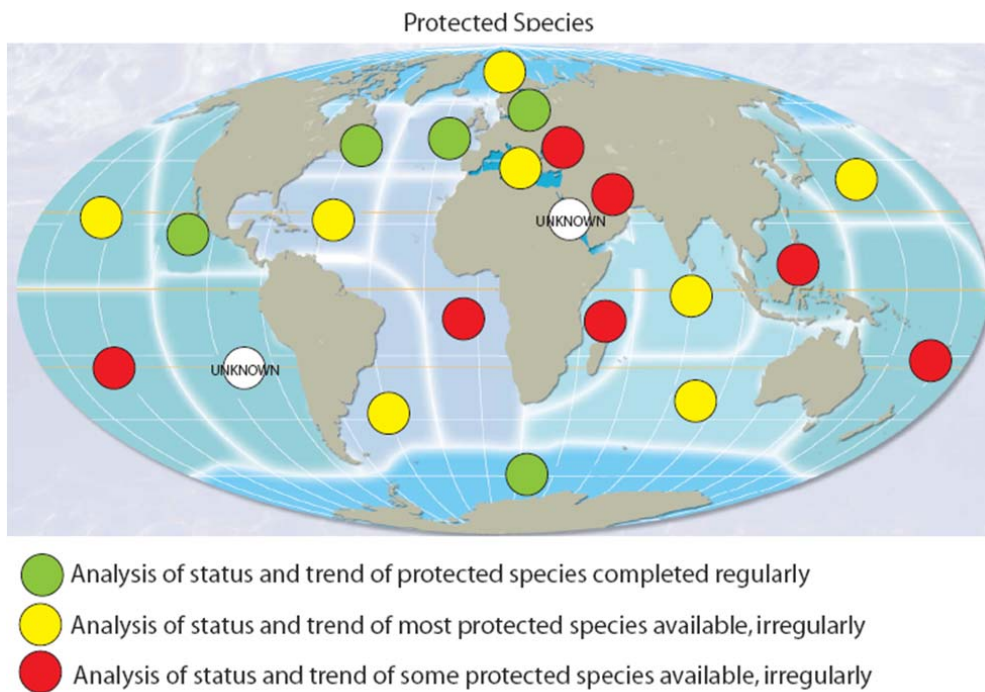 Protected Species
UNKNOWN
UNKNOWN
Analysis of status and trend of protected species completed regularly
Analysis of status and trend of most protected species available, irregularly
Analysis of status and trend of some protected species available, irregularly